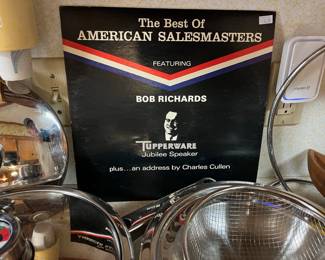 The Best Of
AMERICAN SALESMASTERS
FEATURING
BOB RICHARDS
TUPPERWARE
Jubilee Speaker
plus...an address by Charles Cullen